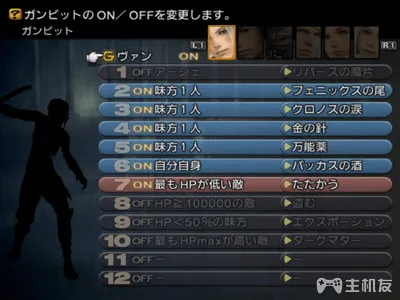 ガンビットのON／OFFを変更します。
ガンビット
L1 R1
G ヴァン ON
1 OFF アーシェ リバースの魔片
2 ON 味方1人 フェニックスの尾
3 ON 味方1人 クロノスの涙
4 ON 味方1人 金の針
5 ON 味方1人 万能薬
6 ON 自分自身 バッカスの酒
7 ON 最もHPが低い敵 たたかう
8 OFF HP≧100000の敵 盗む
9 OFF HP＜50%の味方 エクスポーション
10 OFF 最もHPmaxが高い敵 ダークマター
11 OFF － －
12 OFF － －
主机友